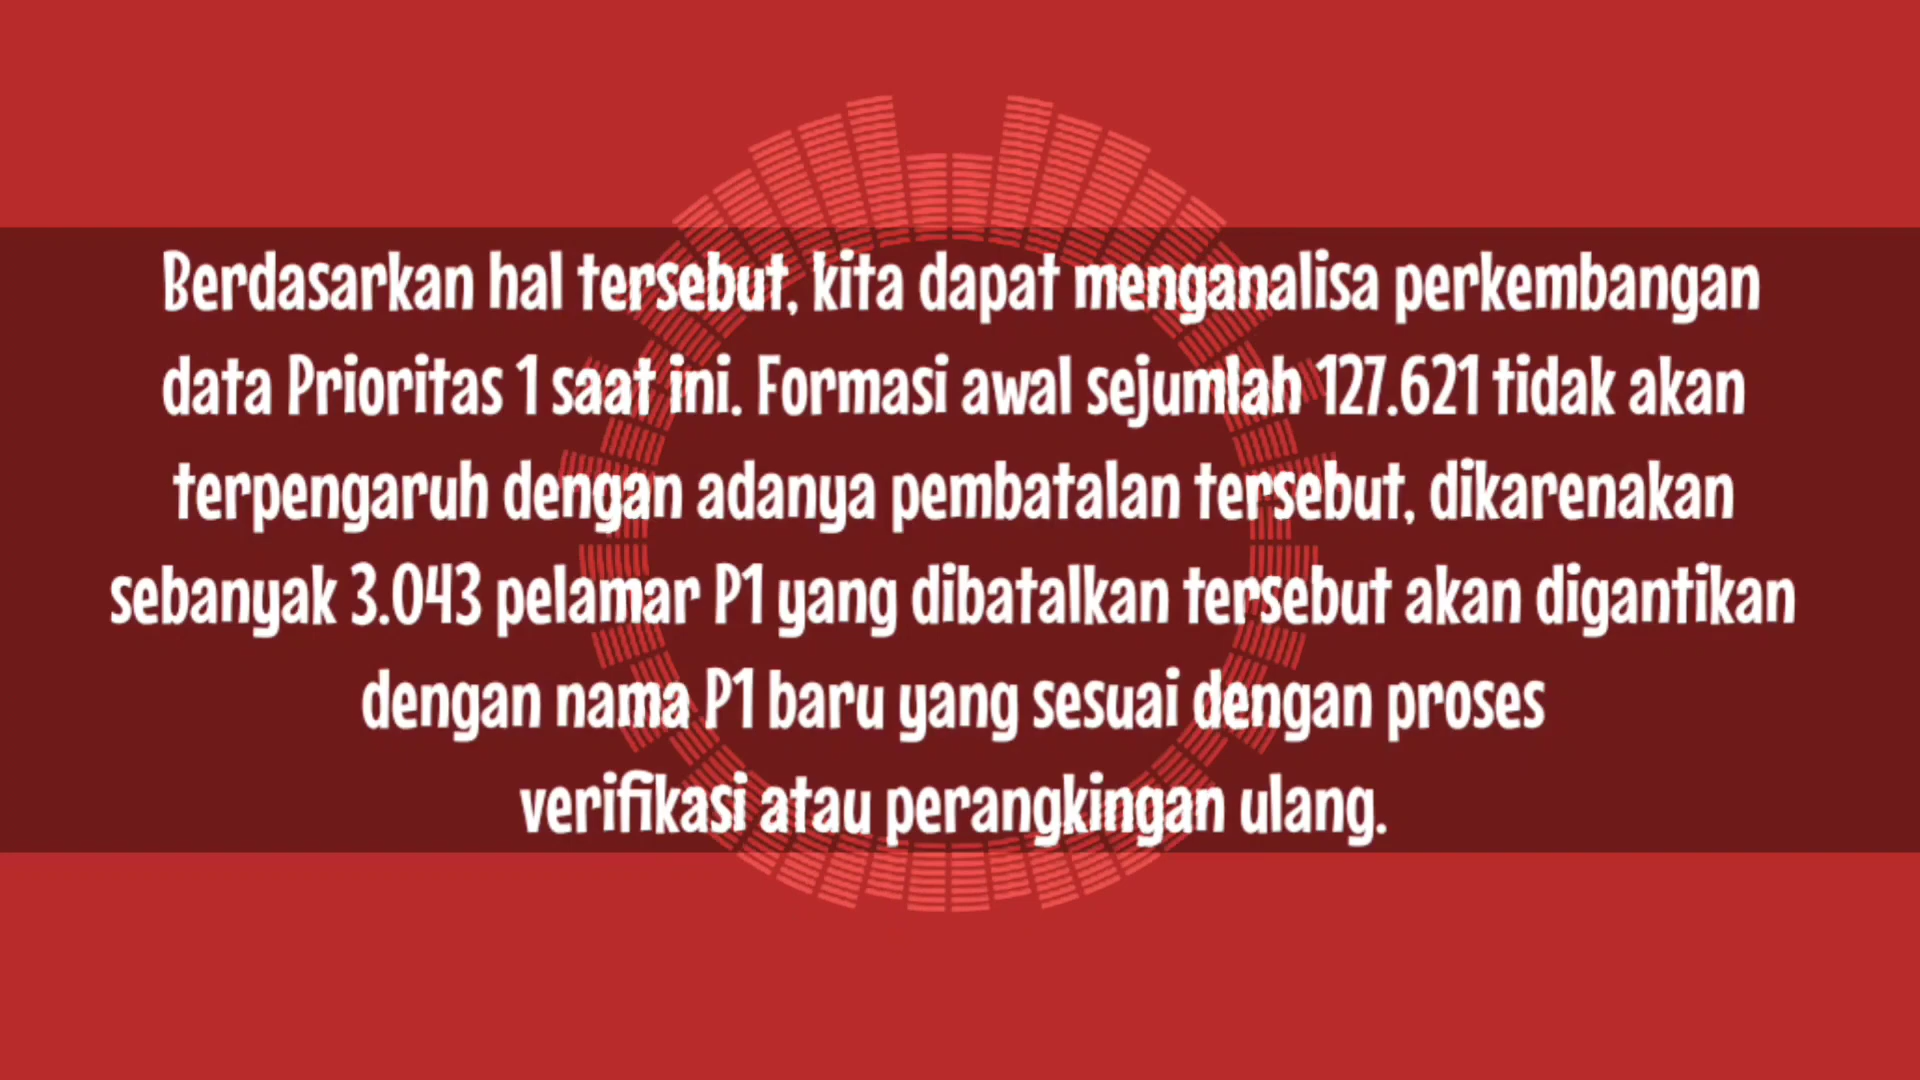 Berdasarkan hal tersebut, kita dapat menganalisa perkembangan
data Prioritas 1 saat ini. Formasi awal sejumlah 127.621 tidak akan
terpengaruh dengan adanya pembatalan tersebut, dikarenakan
sebanyak 3.043 pelamar P1 yang dibatalkan tersebut akan digantikan
dengan nama P1 baru yang sesuai dengan proses
verifikasi atau perangkingan ulang.